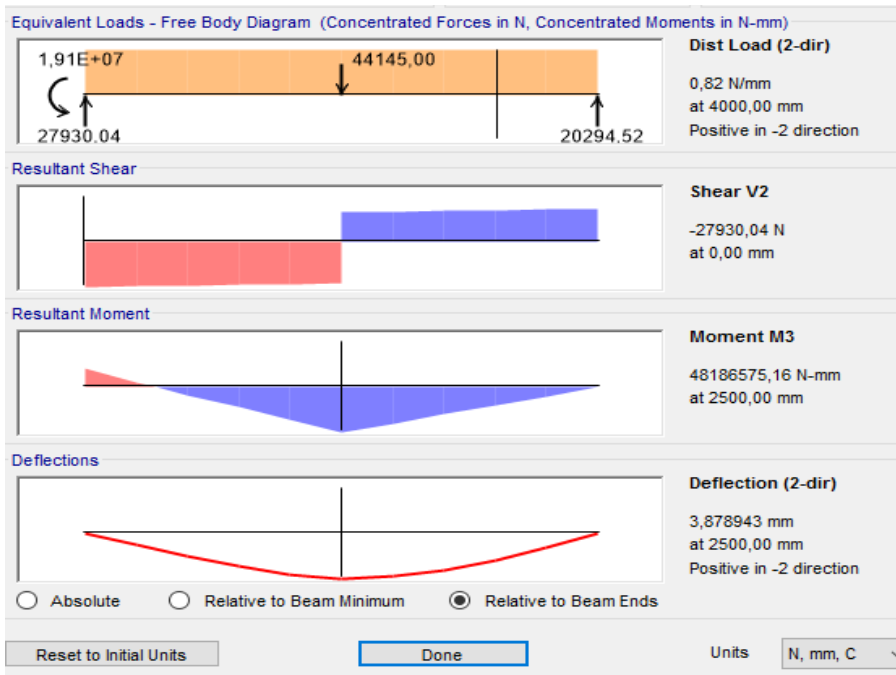 Equivalent Loads - Free Body Diagram (Concentrated Forces in N, Concentrated Moments in N-mm)
1,91E+07
44145,00
27930.04
20294.52
Dist Load (2-dir)
0,82 N/mm
at 4000,00 mm
Positive in -2 direction
Resultant Shear
Shear V2
-27930,04 N
at 0,00 mm
Resultant Moment
Moment M3
48186575,16 N-mm
at 2500,00 mm
Deflections
Deflection (2-dir)
3,878943 mm
at 2500,00 mm
Positive in -2 direction
Absolute Relative to Beam Minimum Relative to Beam Ends
Reset to Initial Units Done Units N, mm, C